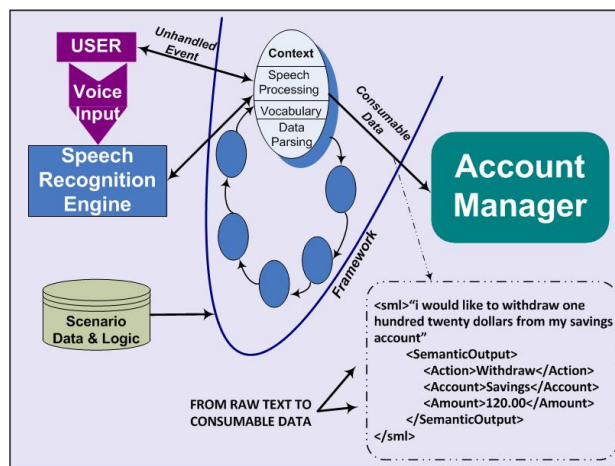 USER
Voice
Input
Speech
Recognition
Engine
Unhandled
Event
Context
Speech
Processing
Vocabulary
Data
Parsing
Consumable
Data
Account
Manager
Framework
Scenario
Data & Logic
FROM RAW TEXT TO
CONSUMABLE DATA
<sml>“i would like to withdraw one
hundred twenty dollars from my savings
account”
<SemanticOutput>
<Action>Withdraw</Action>
<Account>Savings</Account>
<Amount>120.00</Amount>
</SemanticOutput>
</sml>